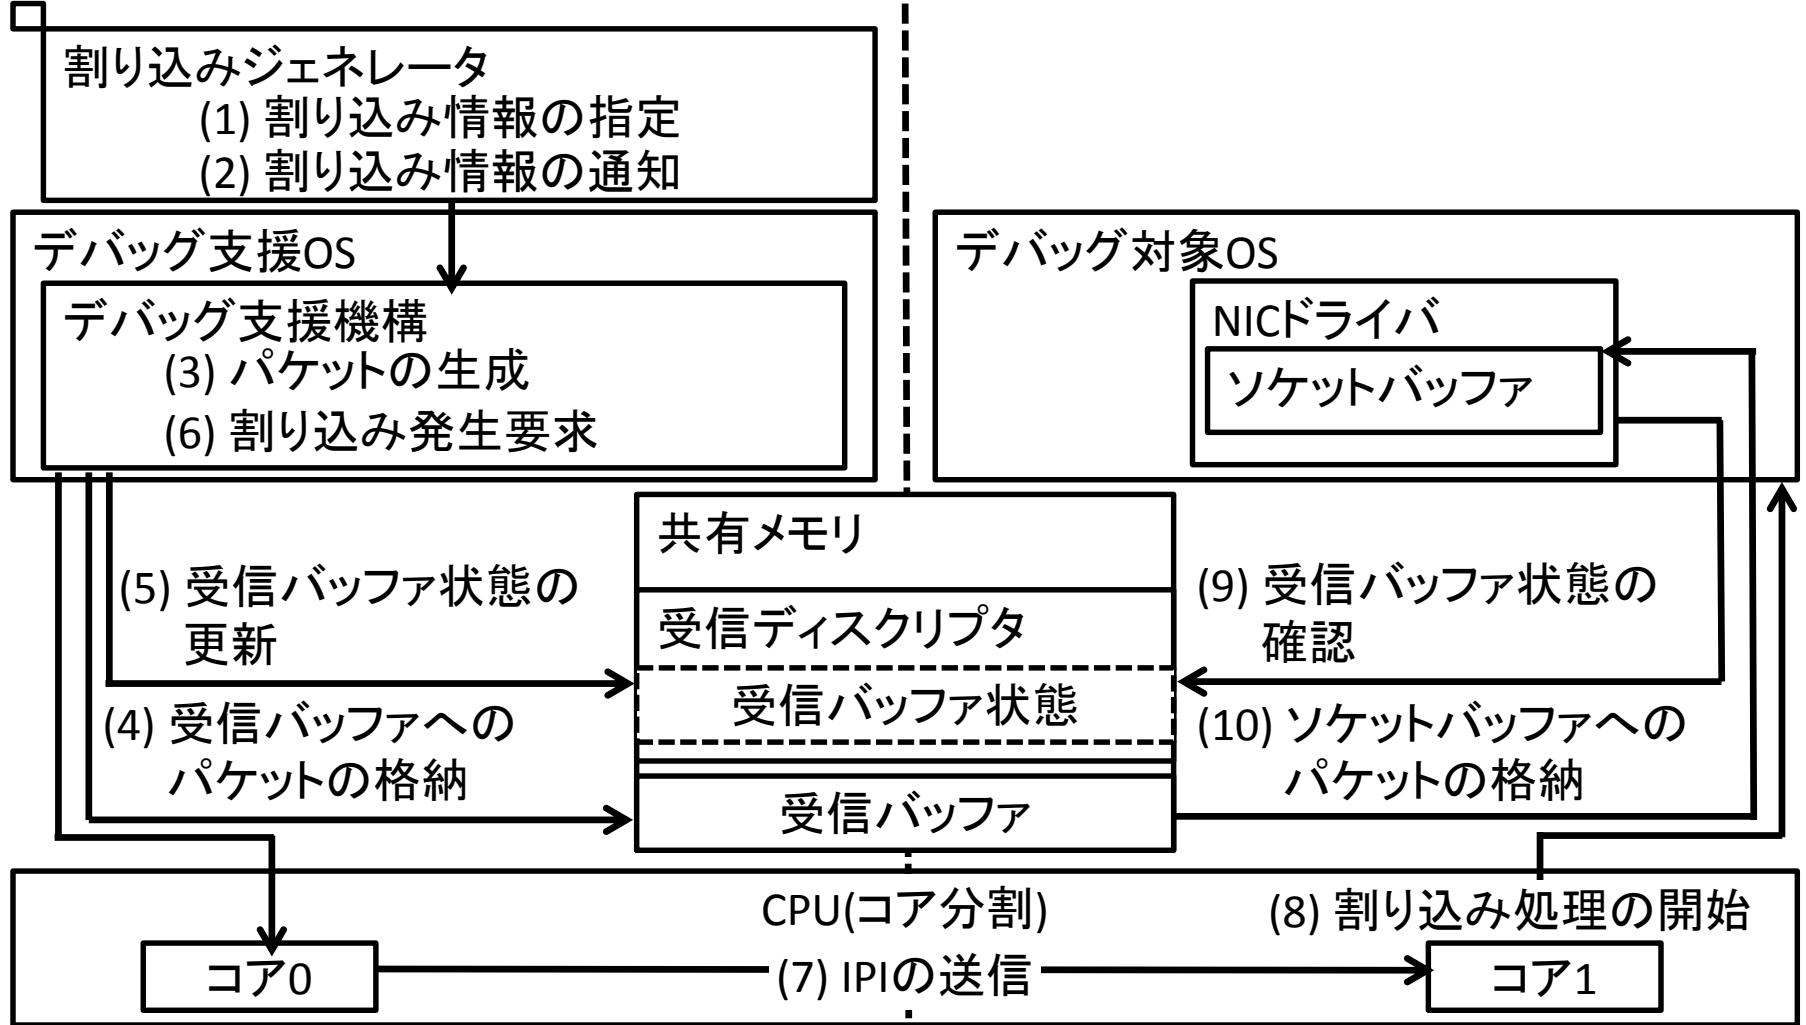 割り込みジェネレータ
(1) 割り込み情報の指定
(2) 割り込み情報の通知
デバッグ支援OS
デバッグ支援機構
(3) パケットの生成
(6) 割り込み発生要求
デバッグ対象OS
NICドライバ
ソケットバッファ
共有メモリ
受信ディスクリプタ
受信バッファ状態
受信バッファ
(5) 受信バッファ状態の
更新
(4) 受信バッファへの
パケットの格納
(9) 受信バッファ状態の
確認
(10) ソケットバッファへの
パケットの格納
CPU(コア分割)
(8) 割り込み処理の開始
コア0
(7) IPIの送信
コア1